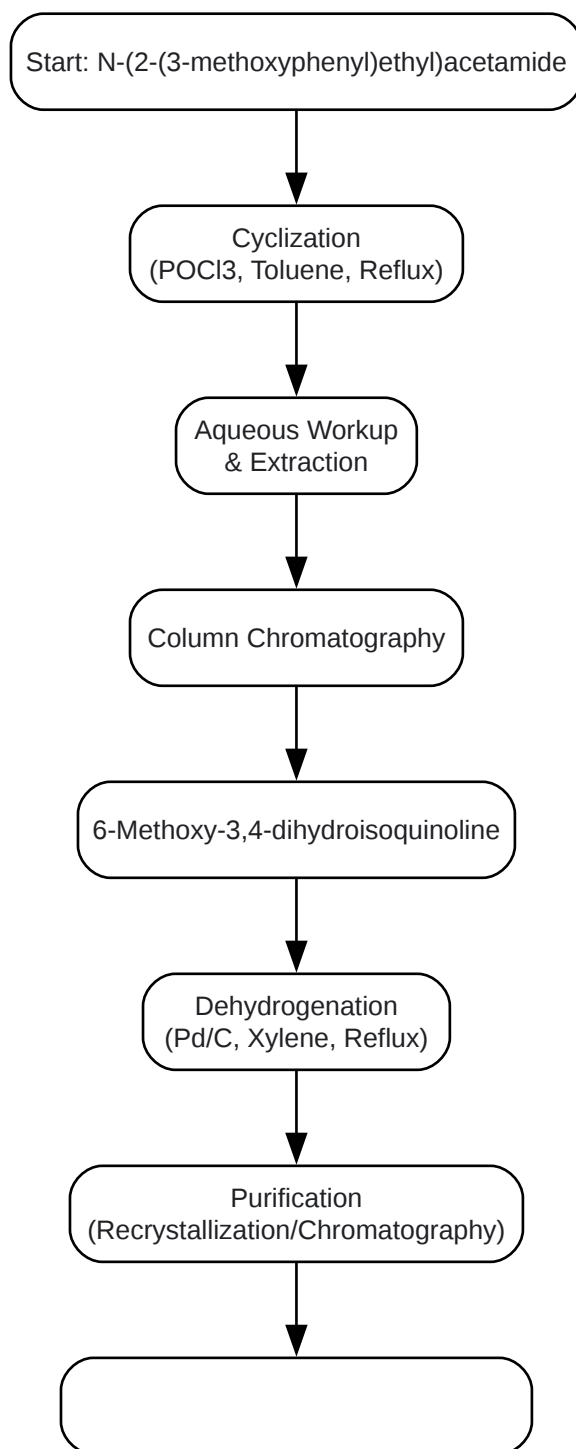 Start: N-(2-(3-methoxyphenyl)ethyl)acetamide
Cyclization
(POCl3, Toluene, Reflux)
Aqueous Workup
& Extraction
Column Chromatography
6-Methoxy-3,4-dihydroisoquinoline
Dehydrogenation
(Pd/C, Xylene, Reflux)
Purification
(Recrystallization/Chromatography)